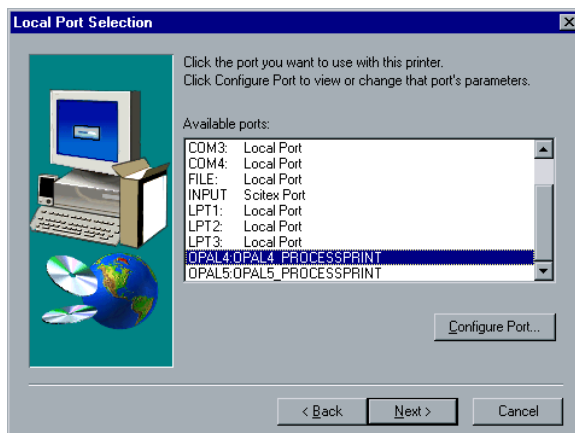 Local Port Selection
Click the port you want to use with this printer.
Click Configure Port to view or change that port's parameters.
Available ports:
COM3: Local Port
COM4: Local Port
FILE: Local Port
INPUT Scitex Port
LPT1: Local Port
LPT2: Local Port
LPT3: Local Port
OPAL4:OPAL4_PROCESSPRINT
OPAL5:OPAL5_PROCESSPRINT
Configure Port...
< Back
Next >
Cancel